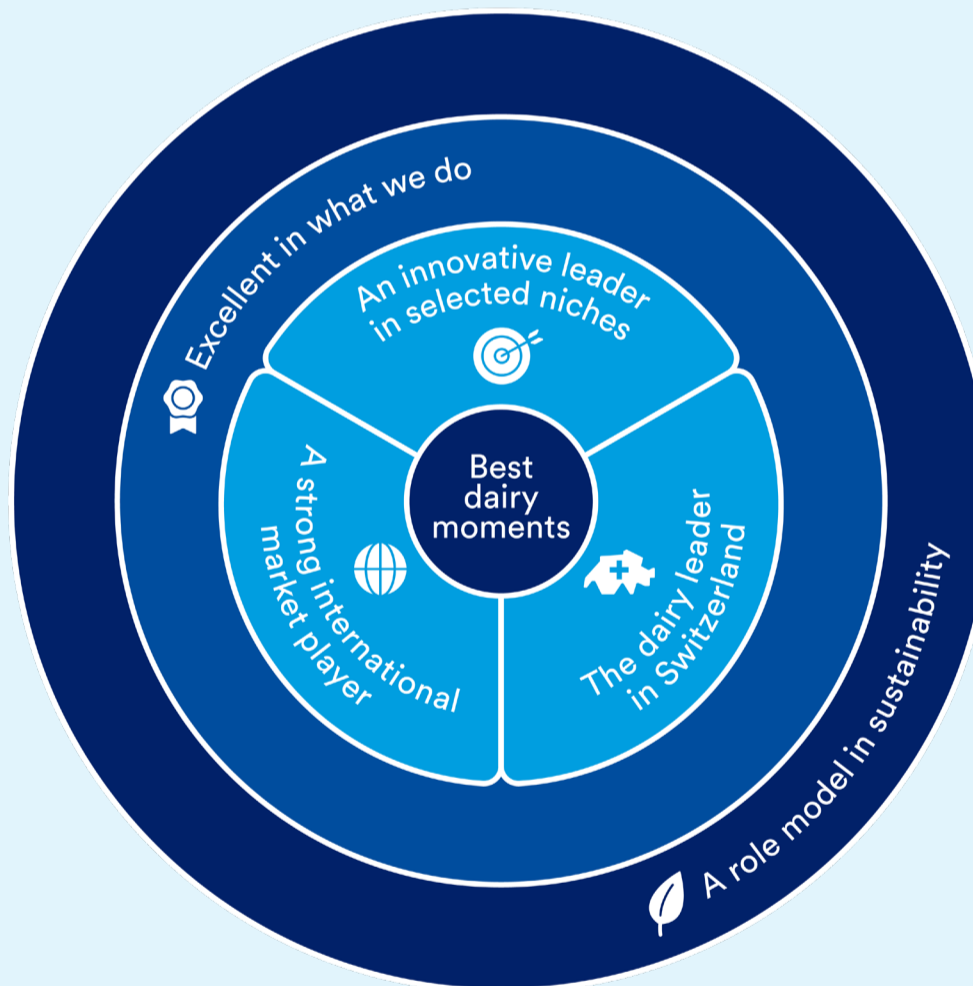 Excellent in what we do
An innovative leader
in selected niches
Best
dairy
moments
A strong international
market player
The dairy leader
in Switzerland
A role model in sustainability